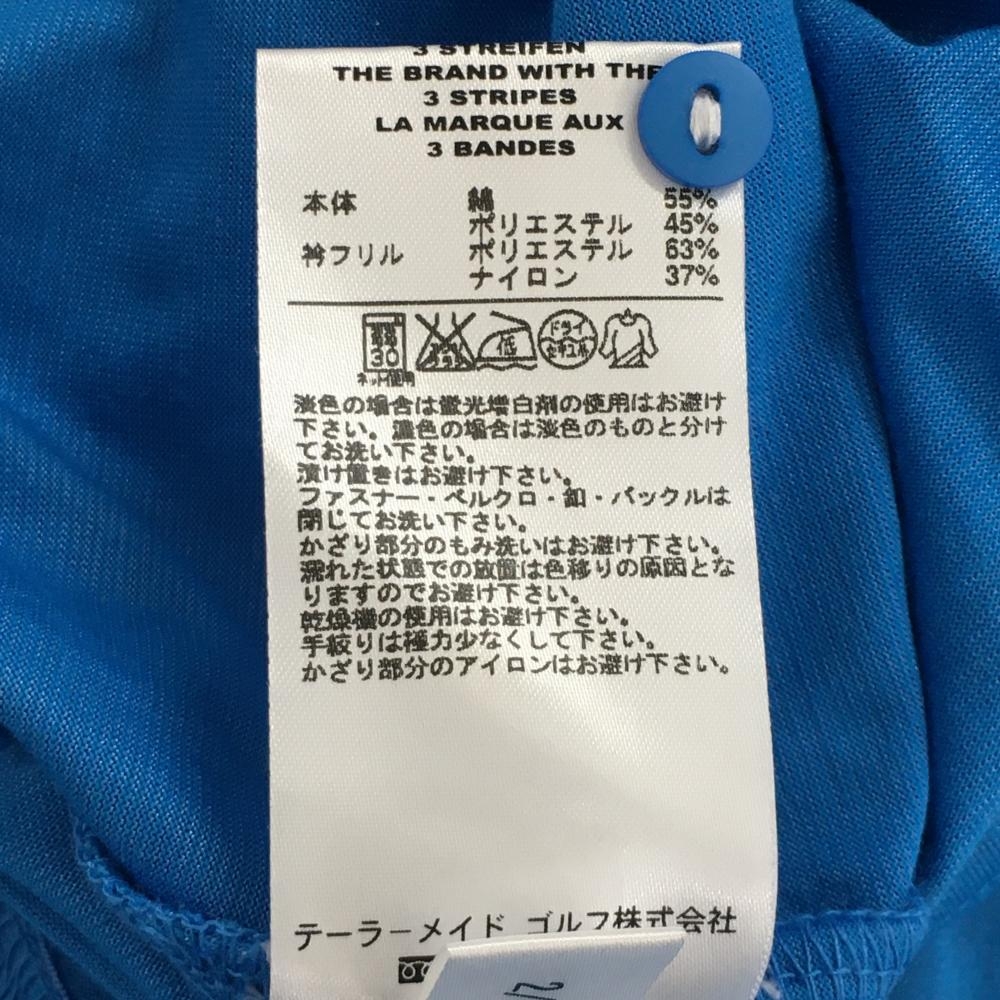 3 STREIFEN
THE BRAND WITH THE
3 STRIPES
LA MARQUE AUX
3 BANDES
本体 綿 55%
ポリエステル 45%
衿フリル ポリエステル 63%
ナイロン 37%
30 低 ドライ セキユ系
ネット使用
淡色の場合は蛍光増白剤の使用はお避け
下さい。濃色の場合は淡色のものと分け
てお洗い下さい。
漬け置きはお避け下さい。
ファスナー・ベルクロ・釦・バックルは
閉じてお洗い下さい。
かざり部分のもみ洗いはお避け下さい。
濡れた状態での放置は色移りの原因とな
りますのでお避け下さい。
乾燥機の使用はお避け下さい。
手絞りは極力少なくして下さい。
かざり部分のアイロンはお避け下さい。
テーラーメイド ゴルフ株式会社
2/